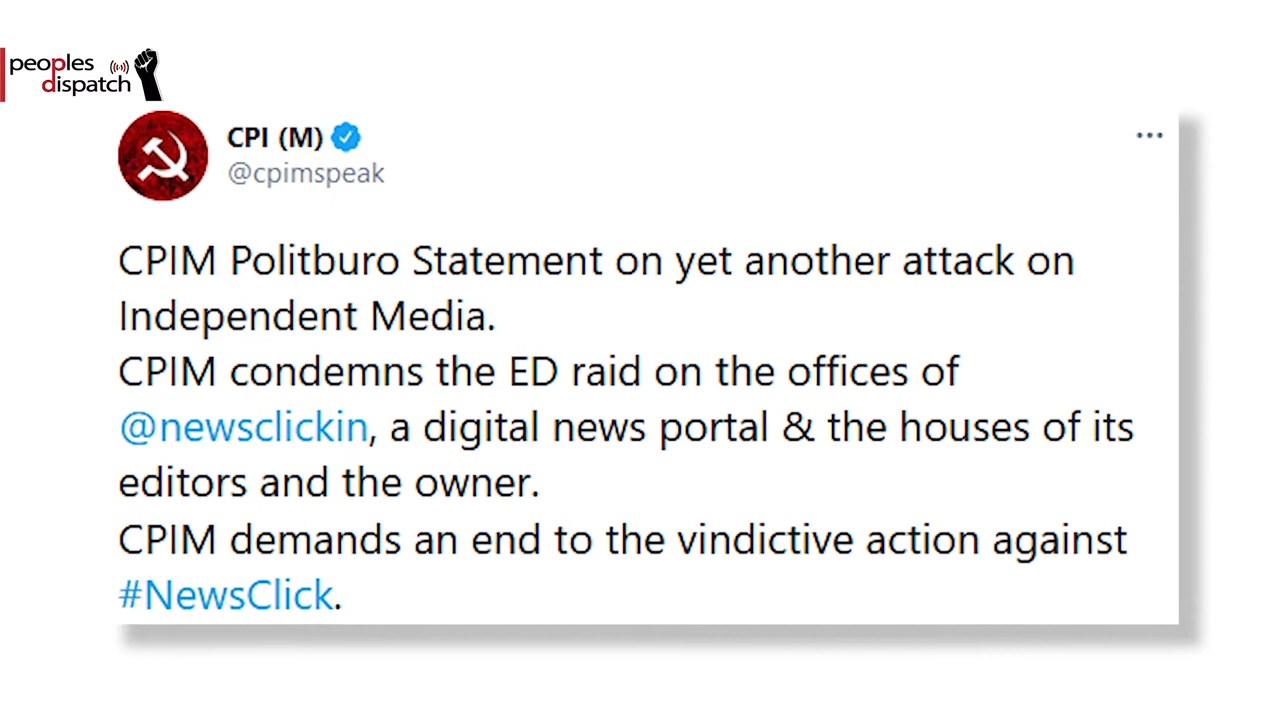 peoples
dispatch
CPI (M)
@cpimspeak
CPIM Politburo Statement on yet another attack on
Independent Media.
CPIM condemns the ED raid on the offices of
@newsclickin, a digital news portal & the houses of its
editors and the owner.
CPIM demands an end to the vindictive action against
#NewsClick.